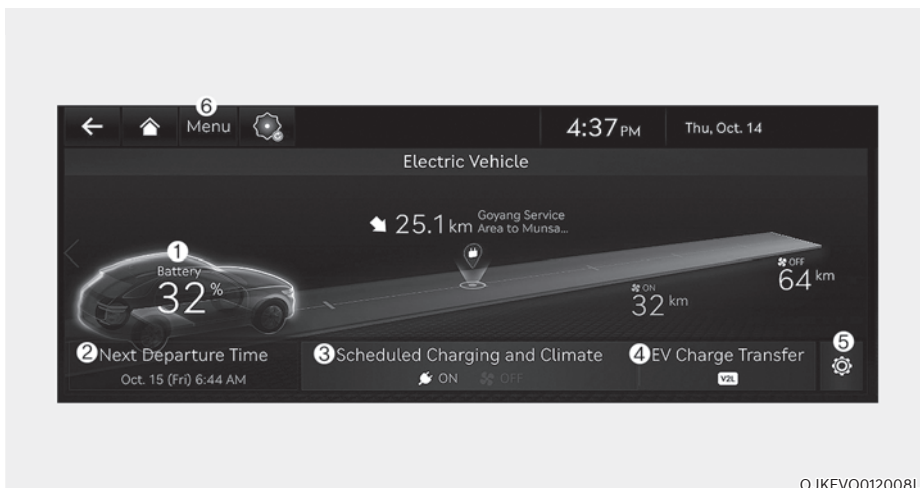 6
Menu
4:37 PM
Thu, Oct. 14
Electric Vehicle
25.1 km Goyang Service
Area to Munsa...
1
Battery
32 %
OFF
64 km
ON
32 km
2 Next Departure Time
Oct. 15 (Fri) 6:44 AM
3 Scheduled Charging and Climate
ON OFF
4 EV Charge Transfer
V2L
5